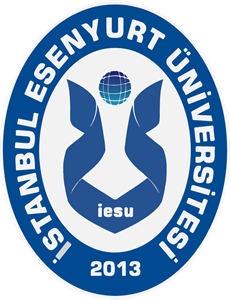 İSTANBUL ESENYURT ÜNİVERSİTESİ
iesu
2013